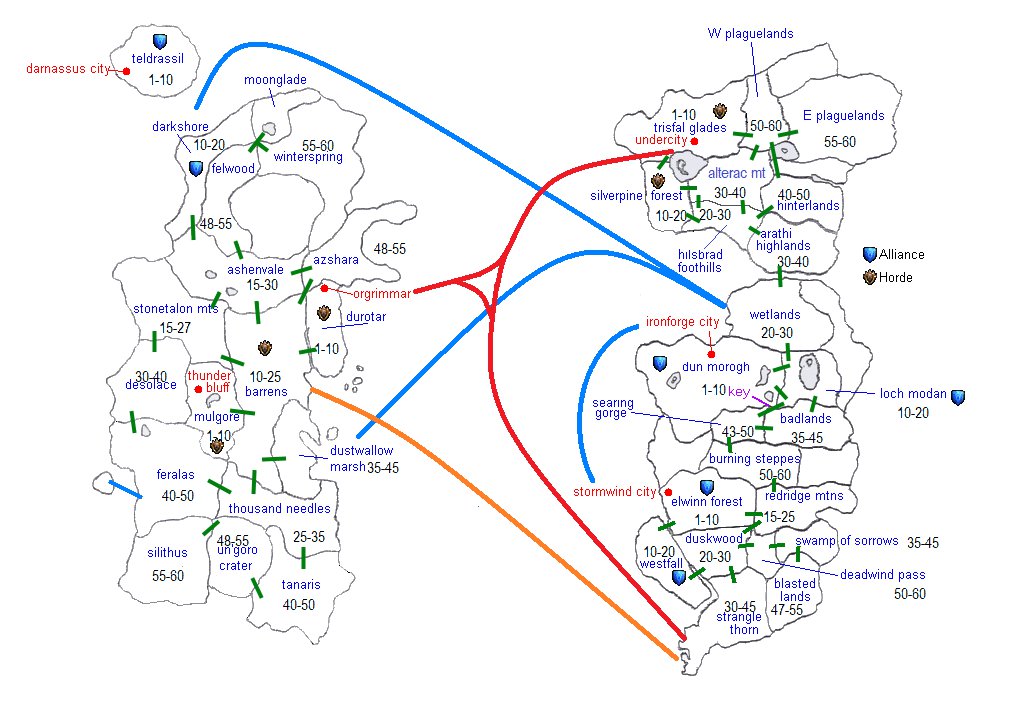 W plaguelands
teldrassil
darnassus city
1-10
moonglade
1-10
trisfal glades
undercity
50-60
E plaguelands
55-60
darkshore
10-20
felwood
55-60
winterspring
alterac mt
silverpine forest
30-40
40-50
hinterlands
10-20
20-30
48-55
arathi
highlands
30-40
hilsbrad
foothills
48-55
azshara
ashenvale
15-30
orgrimmar
Alliance
Horde
stonetalon mts
15-27
durotar
1-10
wetlands
20-30
ironforge city
dun morogh
1-10
key
loch modan
10-20
30-40
desolace
thunder
bluff
10-25
barrens
mulgore
1-10
searing
gorge
43-50
badlands
35-45
dustwallow
marsh
35-45
burning steppes
50-60
feralas
40-50
thousand needles
25-35
stormwind city
elwinn forest
1-10
redridge mtns
15-25
silithus
55-60
48-55
un goro
crater
10-20
westfall
duskwood
20-30
swamp of sorrows
35-45
deadwind pass
50-60
tanaris
40-50
blasted
lands
47-55
30-45
strangle
thorn